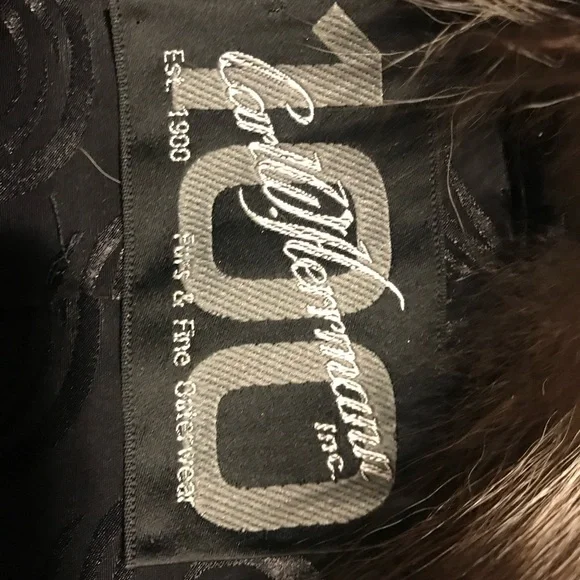 100
Carl W. Herrmann
Inc.
EST. 1900 Furs & Fine Outerwear